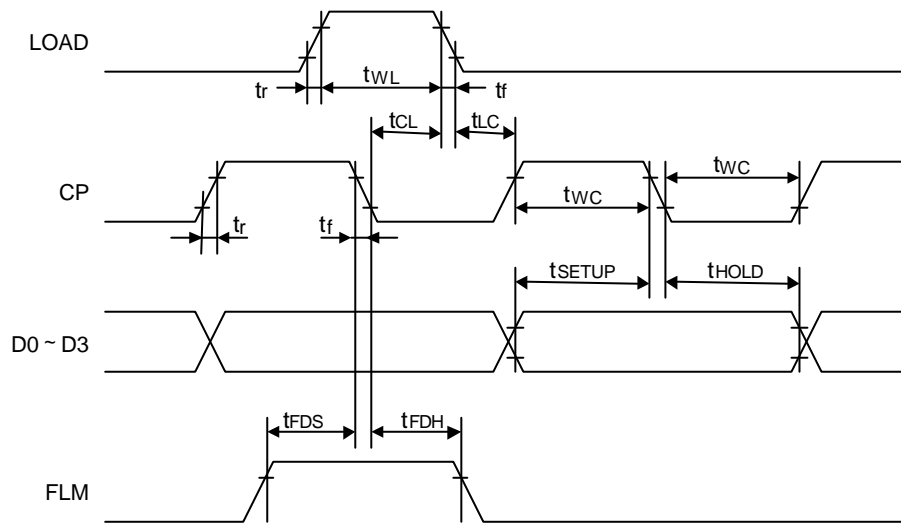 LOAD
tr
tWL
tf
tCL
tLC
CP
tWC
tWC
tr
tf
tSETUP
tHOLD
D0 ~ D3
tFDS
tFDH
FLM